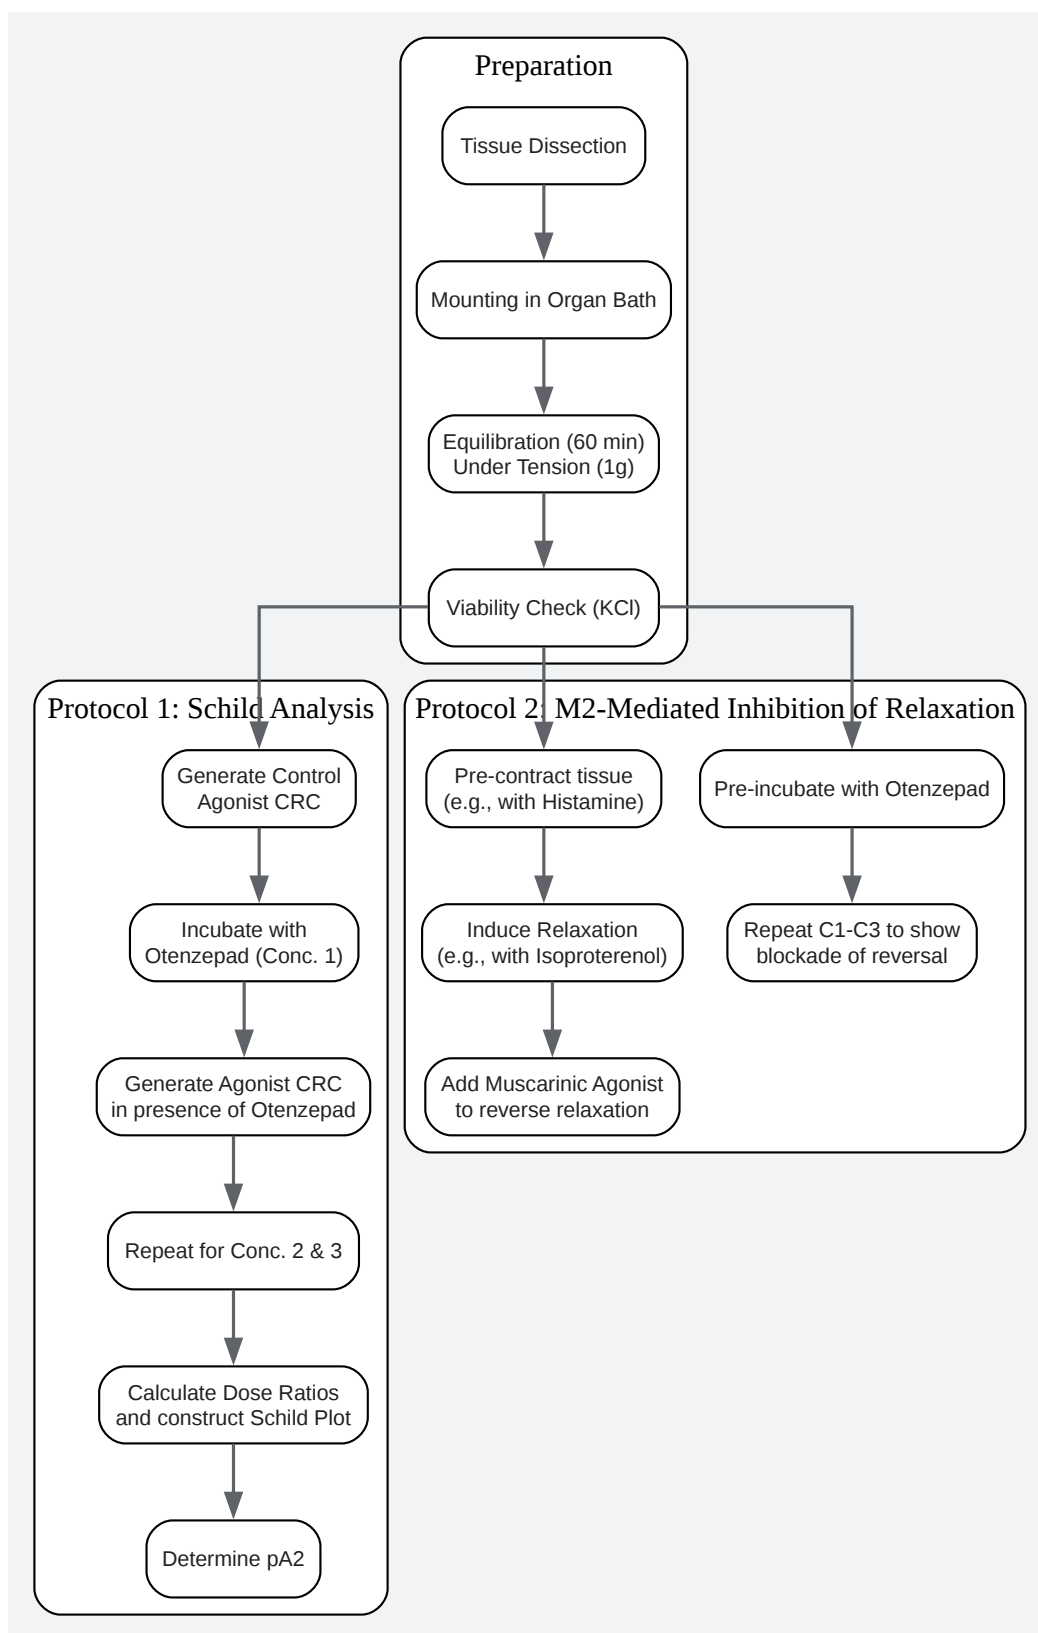 Preparation
Tissue Dissection
Mounting in Organ Bath
Equilibration (60 min)
Under Tension (1g)
Viability Check (KCl)
Protocol 1: Schild Analysis
Generate Control
Agonist CRC
Incubate with
Otenzepad (Conc. 1)
Generate Agonist CRC
in presence of Otenzepad
Repeat for Conc. 2 & 3
Calculate Dose Ratios
and construct Schild Plot
Determine pA2
Protocol 2: M2-Mediated Inhibition of Relaxation
Pre-contract tissue
(e.g., with Histamine)
Induce Relaxation
(e.g., with Isoproterenol)
Add Muscarinic Agonist
to reverse relaxation
Pre-incubate with Otenzepad
Repeat C1-C3 to show
blockade of reversal